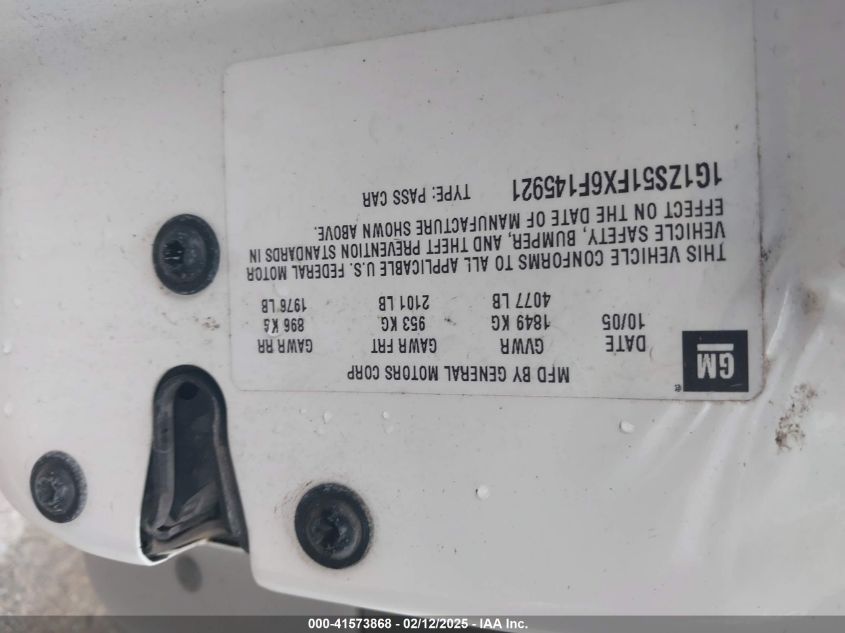 GM
®
MFD BY GENERAL MOTORS CORP
DATE GVWR GAWR FRT GAWR RR
10/05 1849 KG 953 KG 896 KG
4077 LB 2101 LB 1976 LB
THIS VEHICLE CONFORMS TO ALL APPLICABLE U.S. FEDERAL MOTOR
VEHICLE SAFETY, BUMPER, AND THEFT PREVENTION STANDARDS IN
EFFECT ON THE DATE OF MANUFACTURE SHOWN ABOVE.
1G1ZS51FX6F145921 TYPE: PASS CAR
000-41573868 - 02/12/2025 - IAA Inc.